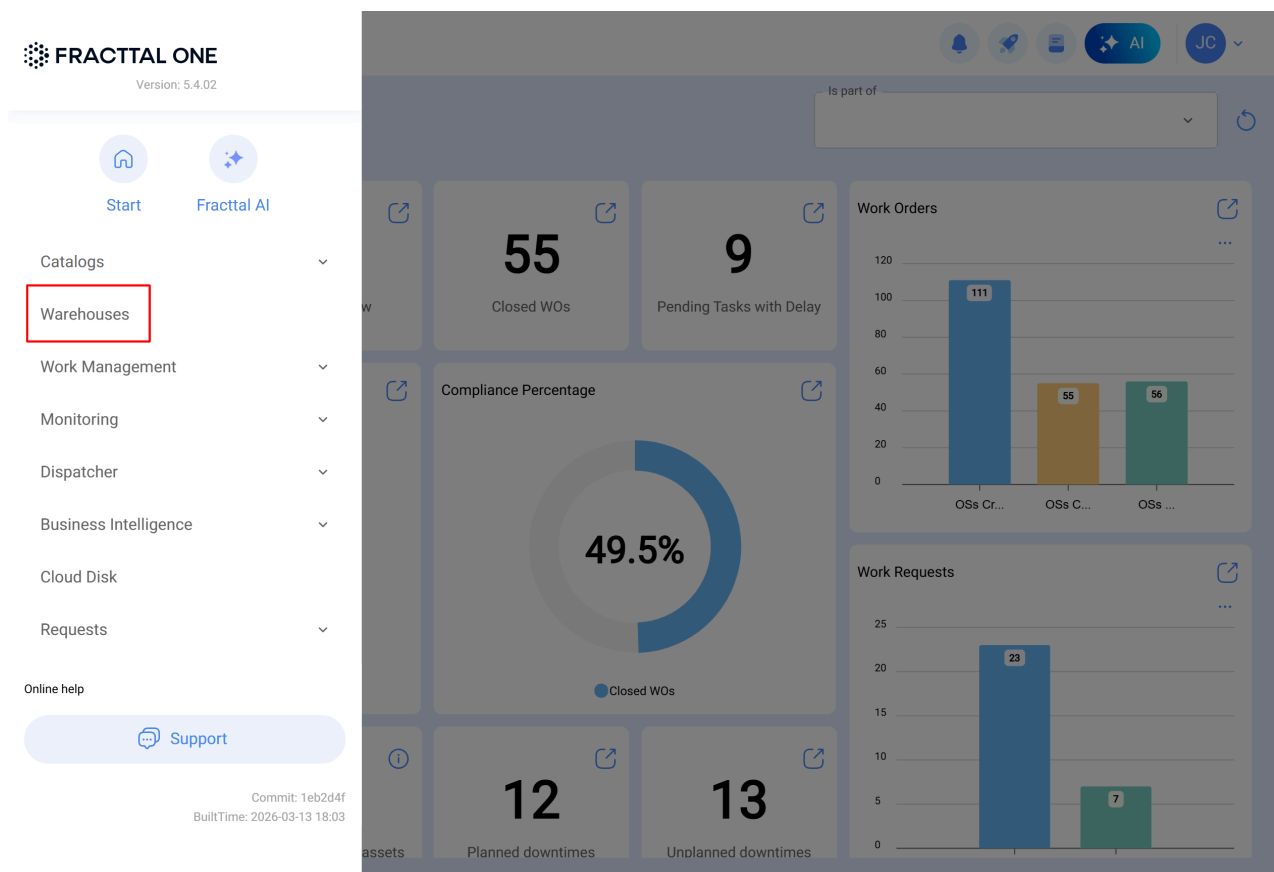 FRACTTAL ONE
Version: 5.4.02
Start
Fracttal AI
Catalogs
Warehouses
Work Management
Monitoring
Dispatcher
Business Intelligence
Cloud Disk
Requests
Online help
Support
Commit: 1eb2d4f
BuiltTime: 2026-03-13 18:03
AI
JC
Is part of
w
55
Closed WOs
9
Pending Tasks with Delay
Work Orders
...
120
100
80
60
40
20
0
111
55
56
OSs Cr...
OSs C...
OSs ...
Compliance Percentage
49.5%
Closed WOs
Work Requests
...
25
20
15
10
5
0
23
7
assets
12
Planned downtimes
13
Unplanned downtimes